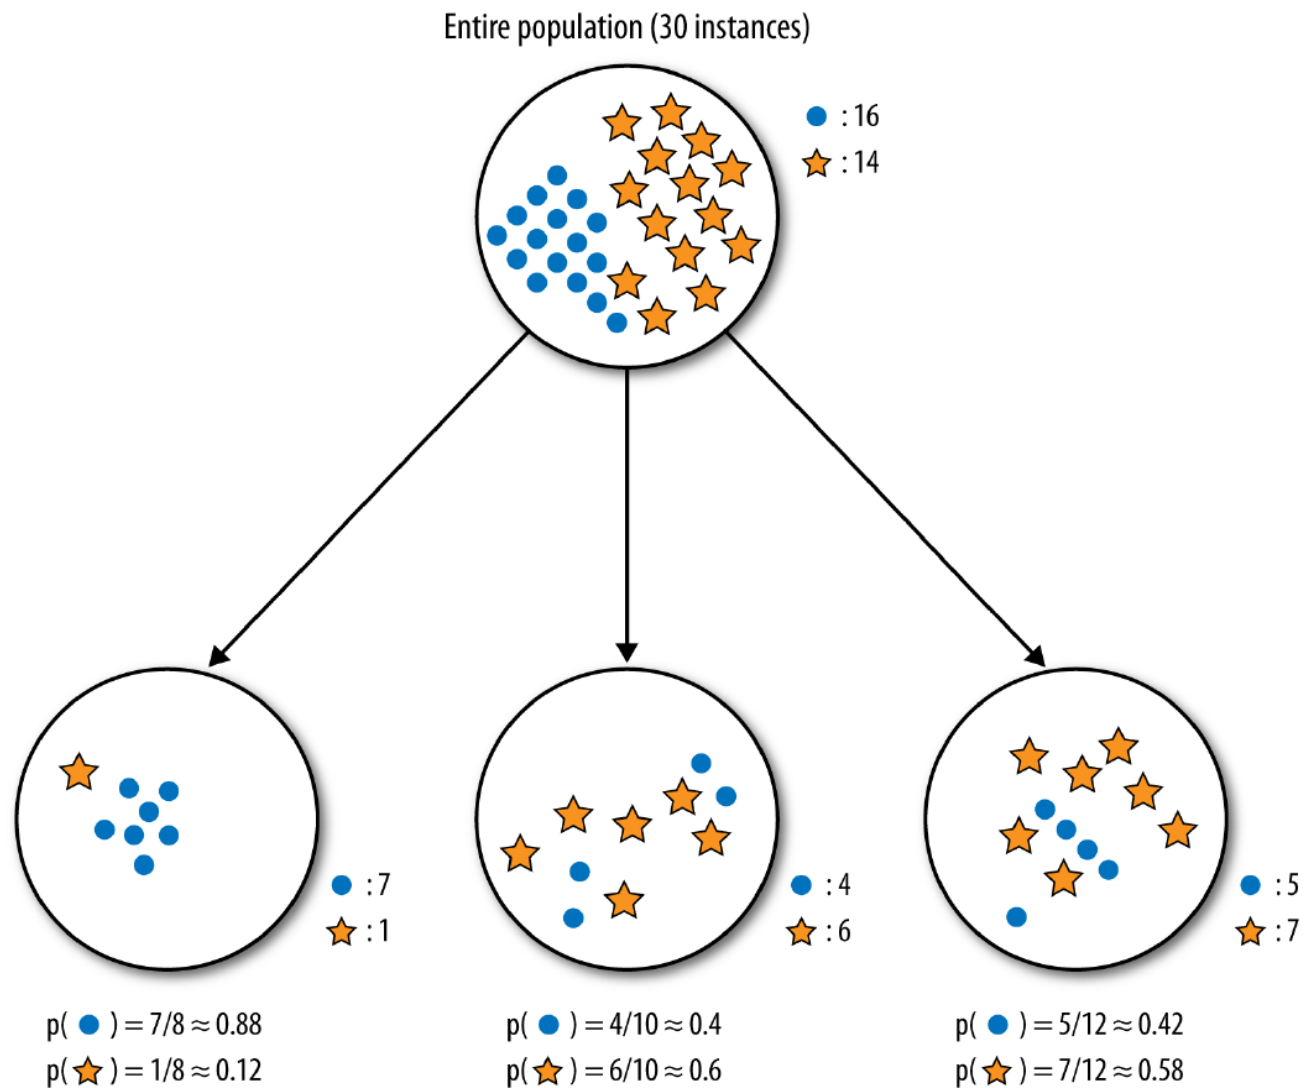 Entire population (30 instances)
: 16
: 14
: 7
: 1
: 4
: 6
: 5
: 7
p( ) = 7/8 ≈ 0.88
p( ) = 1/8 ≈ 0.12
p( ) = 4/10 ≈ 0.4
p( ) = 6/10 ≈ 0.6
p( ) = 5/12 ≈ 0.42
p( ) = 7/12 ≈ 0.58